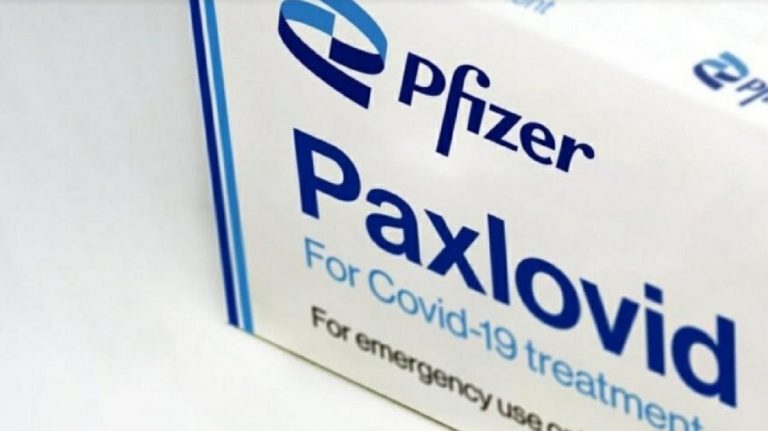 Pfizer
Paxlovid
For Covid-19 treatment
For emergency use